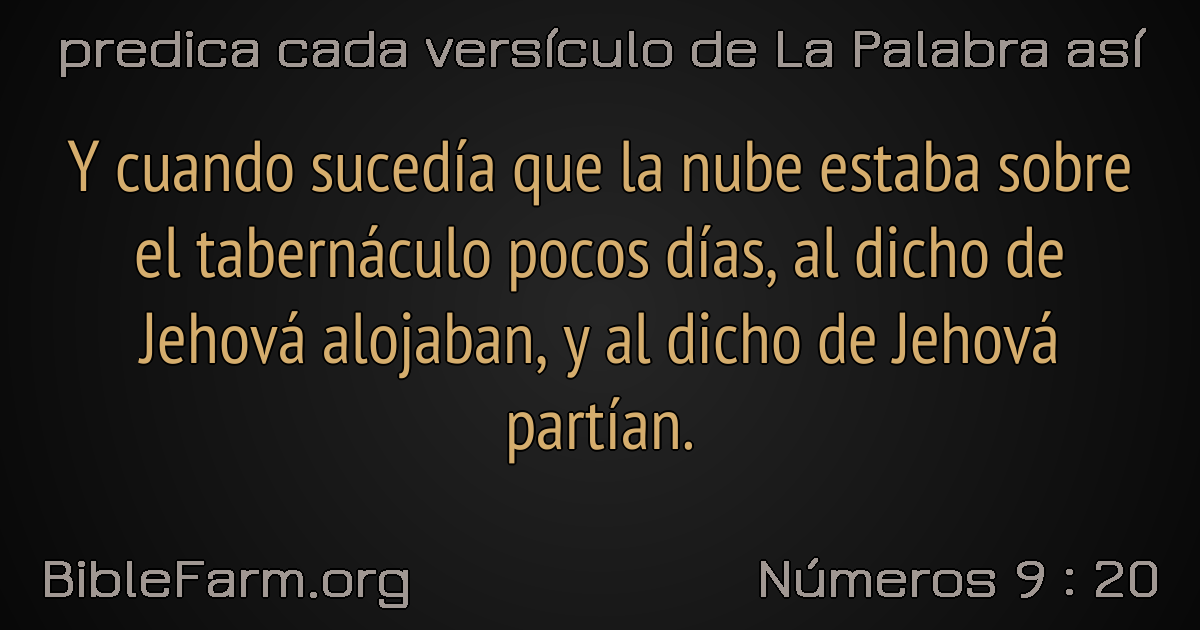 predica cada versículo de La Palabra así
Y cuando sucedía que la nube estaba sobre
el tabernáculo pocos días, al dicho de
Jehová alojaban, y al dicho de Jehová
partían.
BibleFarm.org
Números 9 : 20